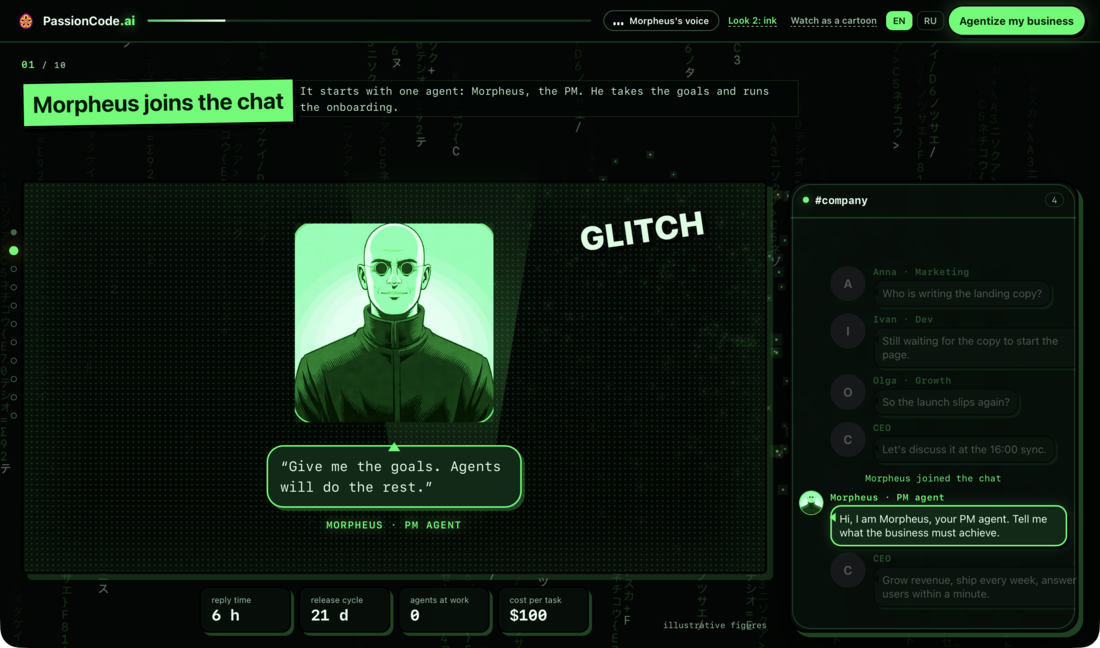 PassionCode.ai
Morpheus's voice
Look 2: ink
Watch as a cartoon
EN
RU
Agentize my business
01 / 10
Morpheus joins the chat
It starts with one agent: Morpheus, the PM. He takes the goals and runs
the onboarding.
GLITCH
“Give me the goals. Agents
will do the rest.”
MORPHEUS · PM AGENT
#company
4
A
Anna · Marketing
Who is writing the landing copy?
I
Ivan · Dev
Still waiting for the copy to start the
page.
O
Olga · Growth
So the launch slips again?
C
CEO
Let's discuss it at the 16:00 sync.
Morpheus joined the chat
Morpheus · PM agent
Hi, I am Morpheus, your PM agent. Tell me
what the business must achieve.
C
CEO
Grow revenue, ship every week, answer
users within a minute.
reply time
6 h
release cycle
21 d
agents at work
0
cost per task
$100
illustrative figures